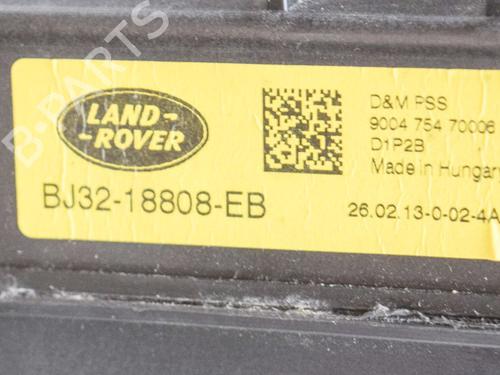 LAND-
-ROVER
BJ32-18808-EB
D&M PSS
9004 754 70006
D1P2B
Made in Hungary
26.02.13-0-02-4A
B-PARTS